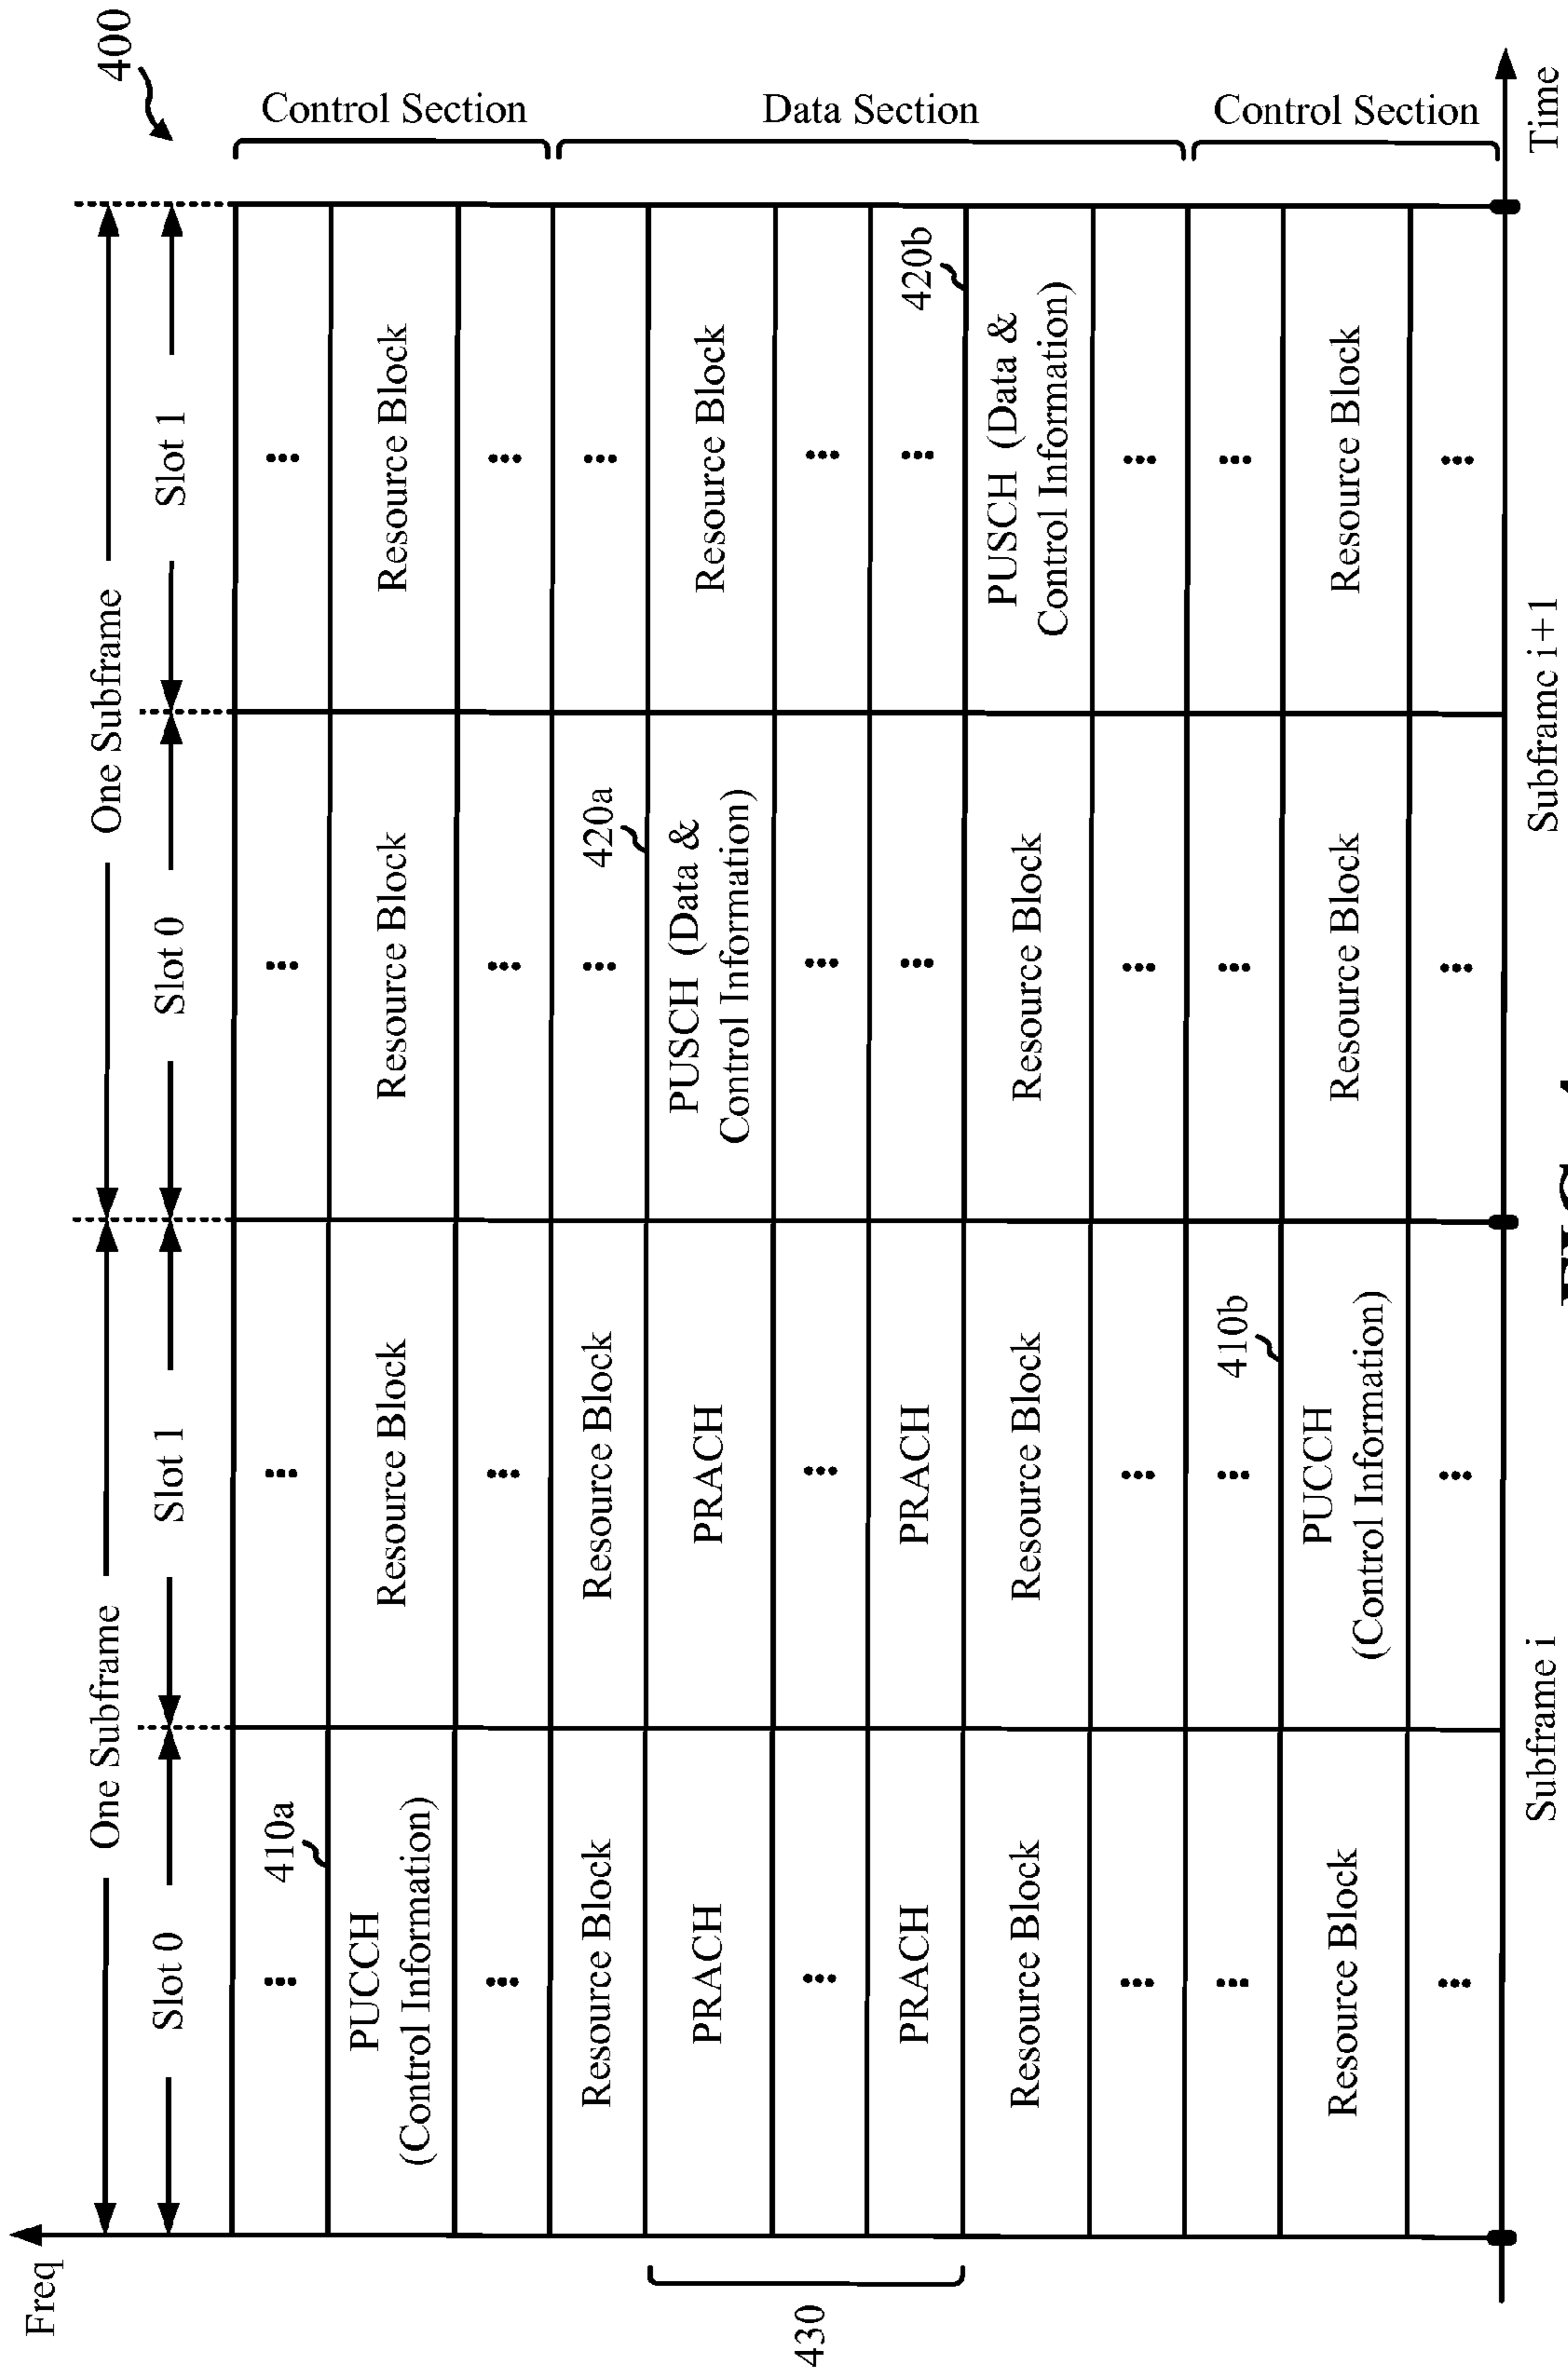 400
Freq
One Subframe
One Subframe
Slot 0
Slot 1
Slot 0
Slot 1
... ... ... ...
Control Section
410a
PUCCH
(Control Information)
Resource Block
Resource Block
Resource Block
... ... ... ...
Resource Block
Resource Block
... ...
420a
Data Section
430
PRACH
PRACH
PUSCH (Data &
Control Information)
Resource Block
... ... ... ...
PRACH
PRACH
... ...
420b
Resource Block
Resource Block
Resource Block
PUSCH (Data &
Control Information)
... ... ... ...
... ... ... ...
410b
Control Section
Resource Block
PUCCH
(Control Information)
Resource Block
Resource Block
... ... ... ...
Time
Subframe i
Subframe i+1